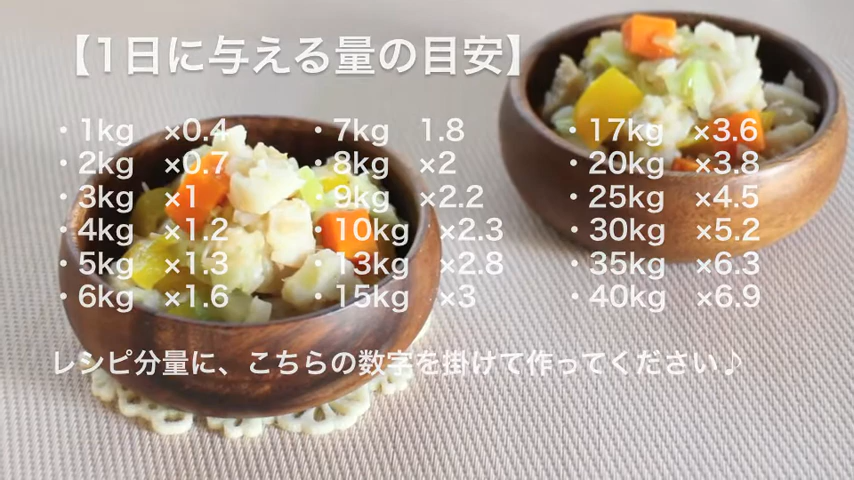 【1日に与える量の目安】
・1kg ×0.4
・2kg ×0.7
・3kg ×1
・4kg ×1.2
・5kg ×1.3
・6kg ×1.6
・7kg 1.8
・8kg ×2
・9kg ×2.2
・10kg ×2.3
・13kg ×2.8
・15kg ×3
・17kg ×3.6
・20kg ×3.8
・25kg ×4.5
・30kg ×5.2
・35kg ×6.3
・40kg ×6.9
レシピ分量に、こちらの数字を掛けて作ってください♪